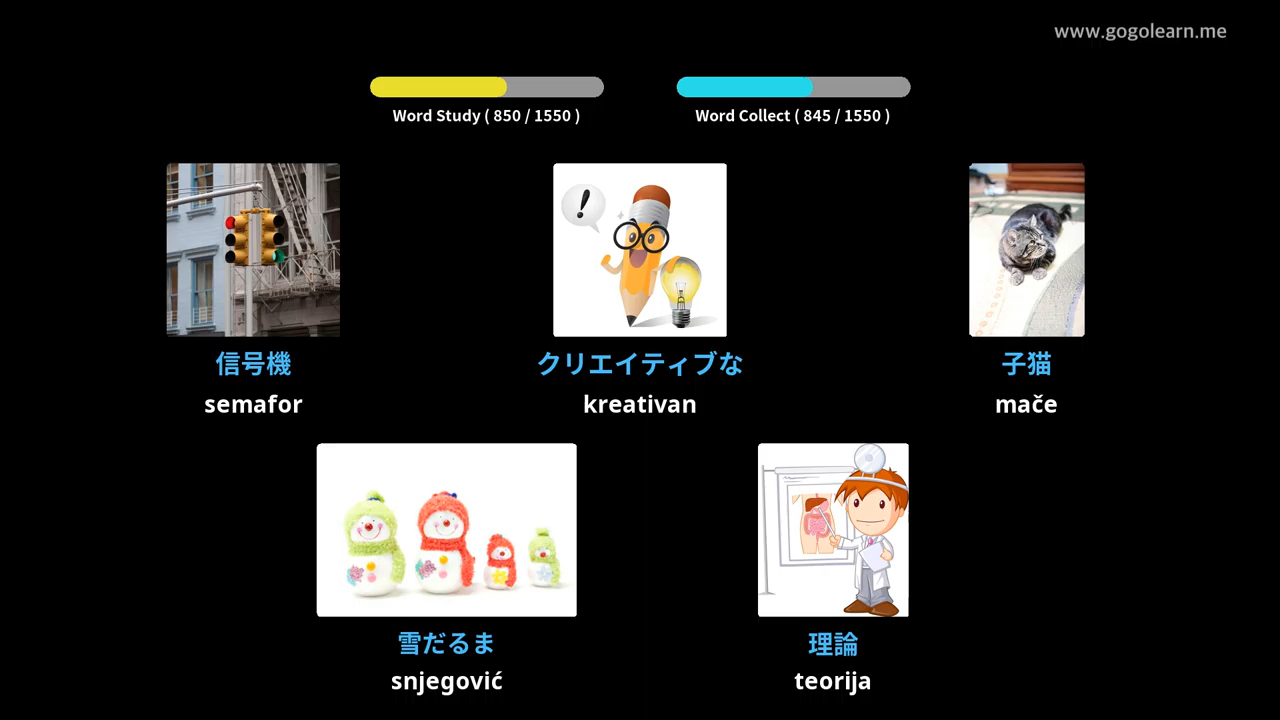 www.gogolearn.me
Word Study ( 850 / 1550 )
Word Collect ( 845 / 1550 )
信号機
クリエイティブな
子猫
semafor
kreativan
mače
雪だるま
理論
snjegović
teorija